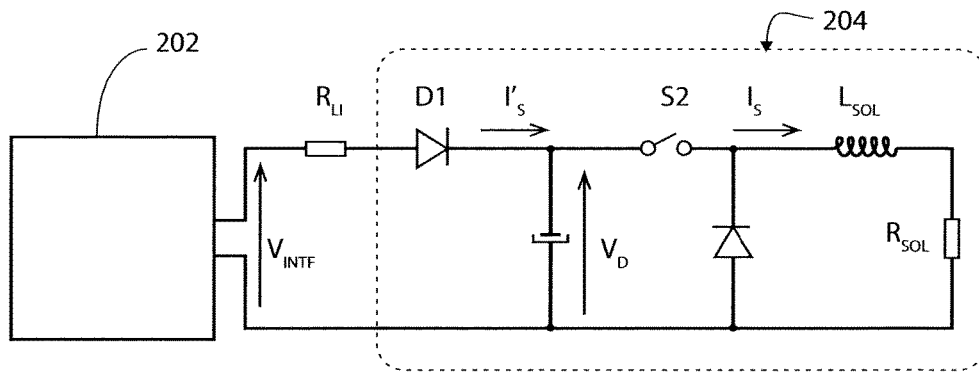 204
202
R_LI D1 I'_S S2 I_S L_SOL
V_INTF V_D R_SOL